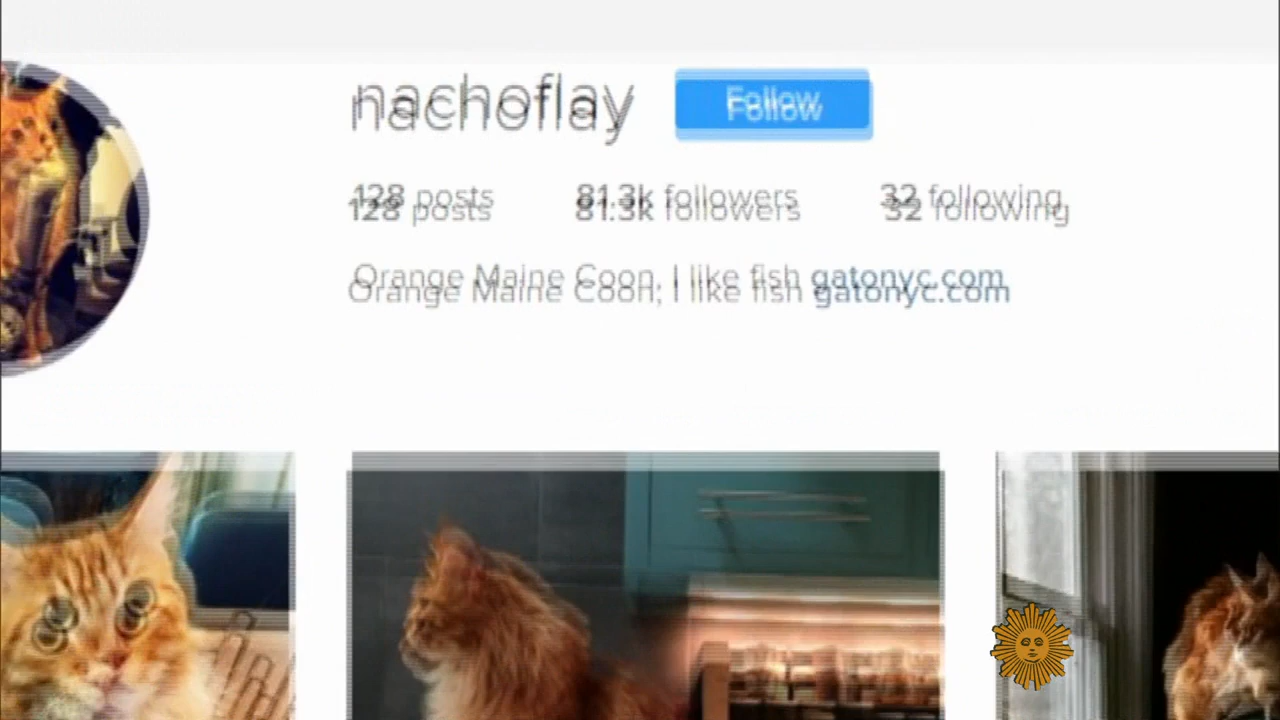 nachoflay Follow
128 posts 81.3k followers 32 following
Orange Maine Coon, I like fish gatonyc.com